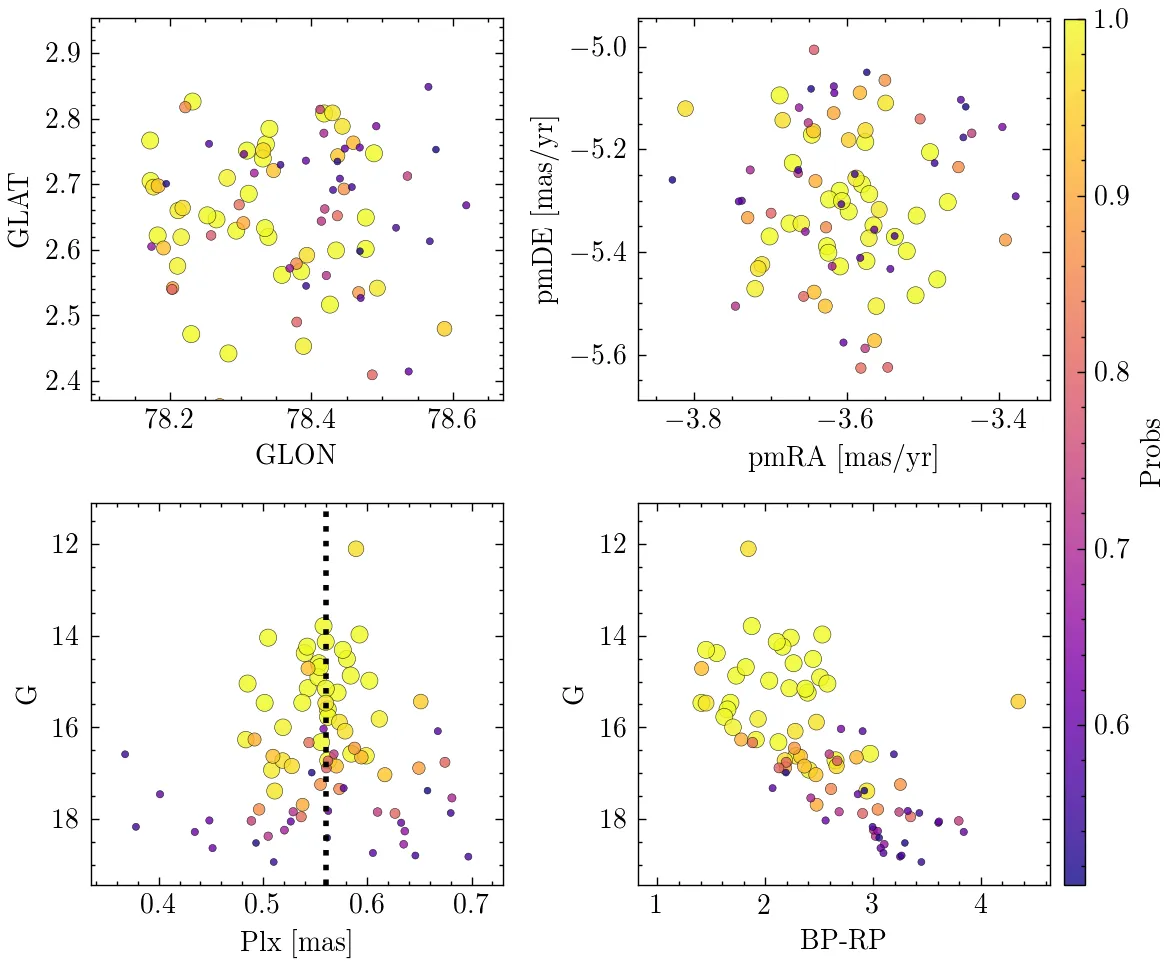 2.9
2.8
2.7
2.6
2.5
2.4
GLAT
78.2 78.4 78.6
GLON
−5.0
−5.2
−5.4
−5.6
pmDE [mas/yr]
−3.8 −3.6 −3.4
pmRA [mas/yr]
12
14
16
18
G
0.4 0.5 0.6 0.7
Plx [mas]
12
14
16
18
G
1 2 3 4
BP-RP
1.0
0.9
0.8
0.7
0.6
Probs